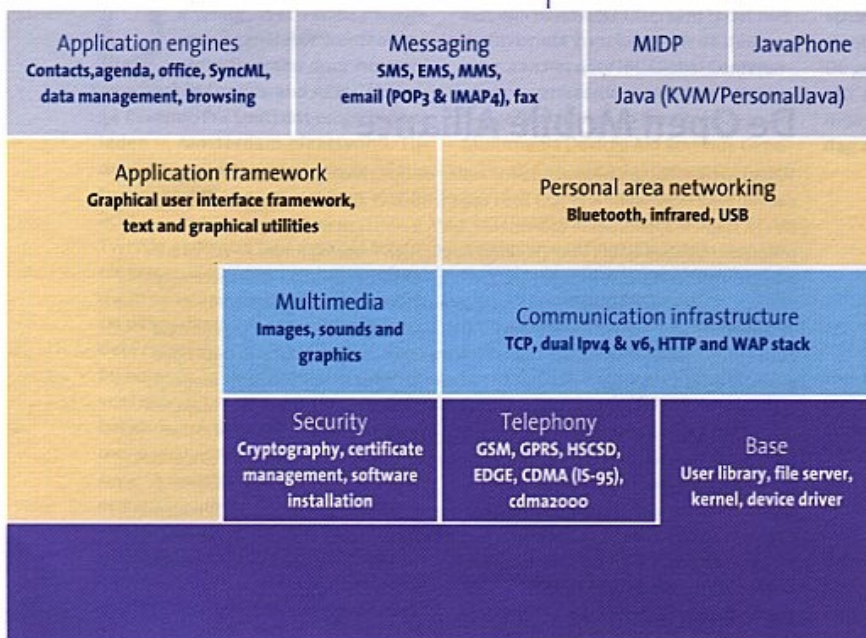 Application engines
Contacts,agenda, office, SyncML,
data management, browsing
Messaging
SMS, EMS, MMS,
email (POP3 & IMAP4), fax
MIDP
JavaPhone
Java (KVM/PersonalJava)
De Open Mobile Alliance
Application framework
Graphical user interface framework,
text and graphical utilities
Personal area networking
Bluetooth, infrared, USB
Multimedia
Images, sounds and
graphics
Communication infrastructure
TCP, dual Ipv4 & v6, HTTP and WAP stack
Security
Cryptography, certificate
management, software
installation
Telephony
GSM, GPRS, HSCSD,
EDGE, CDMA (IS-95),
cdma2000
Base
User library, file server,
kernel, device driver